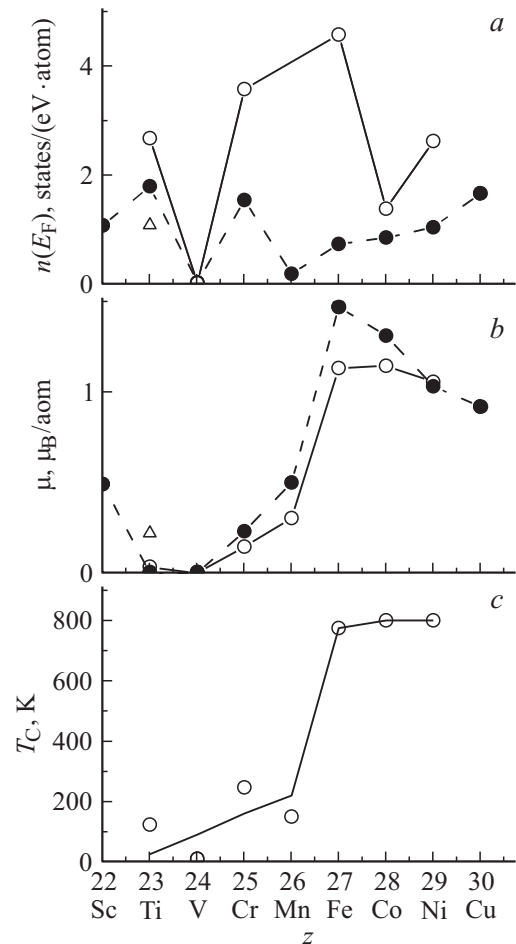 a
4
2
0
n(E_F), states/(eV·atom)
b
1
0
μ, μ_B/aom
c
800
600
400
200
0
T_C, K
22 23 24 25 26 27 28 29 30
Sc Ti V Cr Mn Fe Co Ni Cu
z